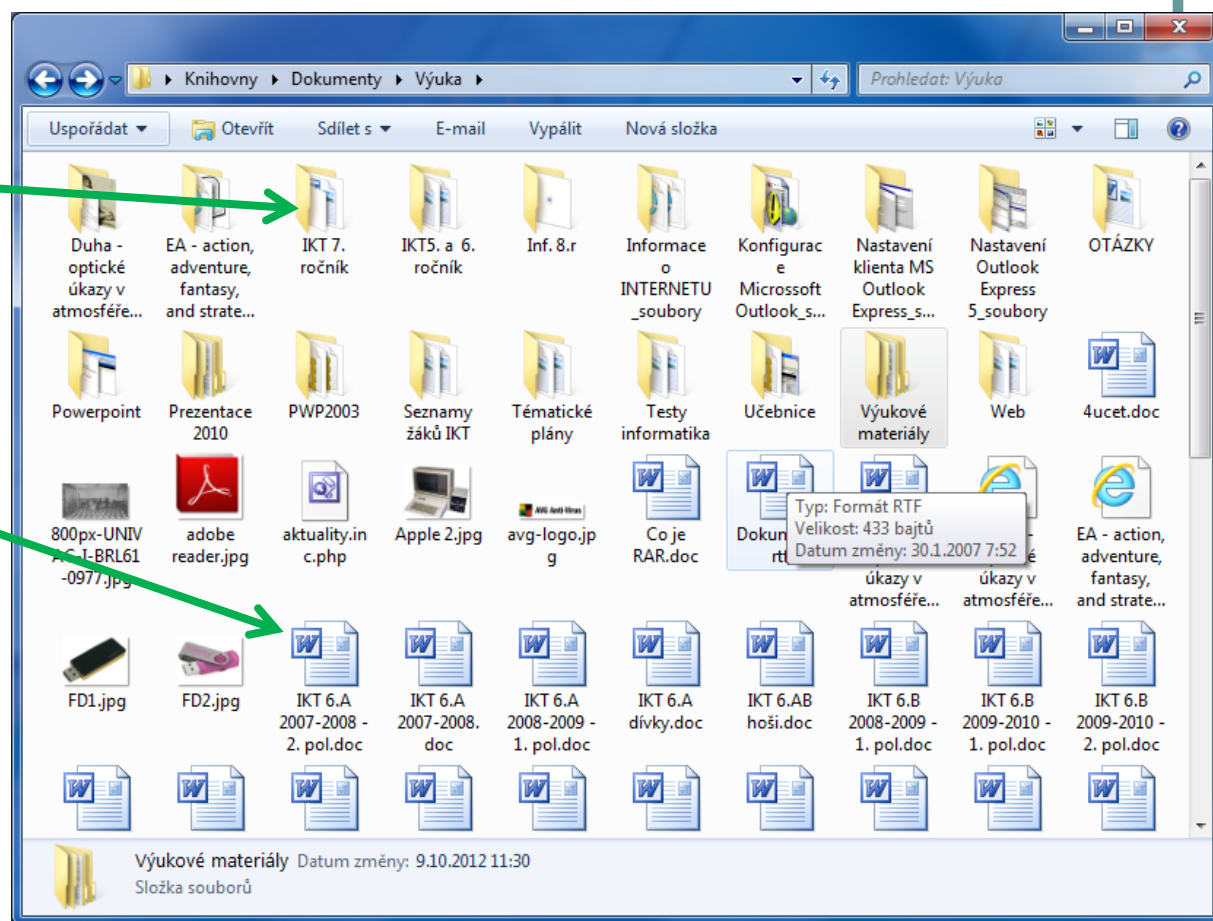 Knihovny ▸ Dokumenty ▸ Výuka ▸
Prohledat: Výuka
Uspořádat Otevřít Sdílet s E-mail Vypálit Nová složka
Duha -
optické
úkazy v
atmosféře...
EA - action,
adventure,
fantasy,
and strate...
IKT 7.
ročník
IKT5. a 6.
ročník
Inf. 8.r
Informace
o
INTERNETU
_soubory
Konfigurac
e
Microssoft
Outlook_s...
Nastavení
klienta MS
Outlook
Express_s...
Nastavení
Outlook
Express
5_soubory
OTÁZKY
Powerpoint
Prezentace
2010
PWP2003
Seznamy
žáků IKT
Tématické
plány
Testy
informatika
Učebnice
Výukové
materiály
Web
4ucet.doc
800px-UNIV
AC-I-BRL61
-0977.jpg
adobe
reader.jpg
aktuality.in
c.php
Apple 2.jpg
AVG Anti-Virus
avg-logo.jp
g
Co je
RAR.doc
Typ: Formát RTF
Velikost: 433 bajtů
Datum změny: 30.1.2007 7:52
úkazy v
atmosféře...
úkazy v
atmosféře...
EA - action,
adventure,
fantasy,
and strate...
FD1.jpg
FD2.jpg
IKT 6.A
2007-2008 -
2. pol.doc
IKT 6.A
2007-2008.
doc
IKT 6.A
2008-2009 -
1. pol.doc
IKT 6.A
dívky.doc
IKT 6.AB
hoši.doc
IKT 6.B
2008-2009 -
1. pol.doc
IKT 6.B
2009-2010 -
1. pol.doc
IKT 6.B
2009-2010 -
2. pol.doc
Výukové materiály Datum změny: 9.10.2012 11:30
Složka souborů